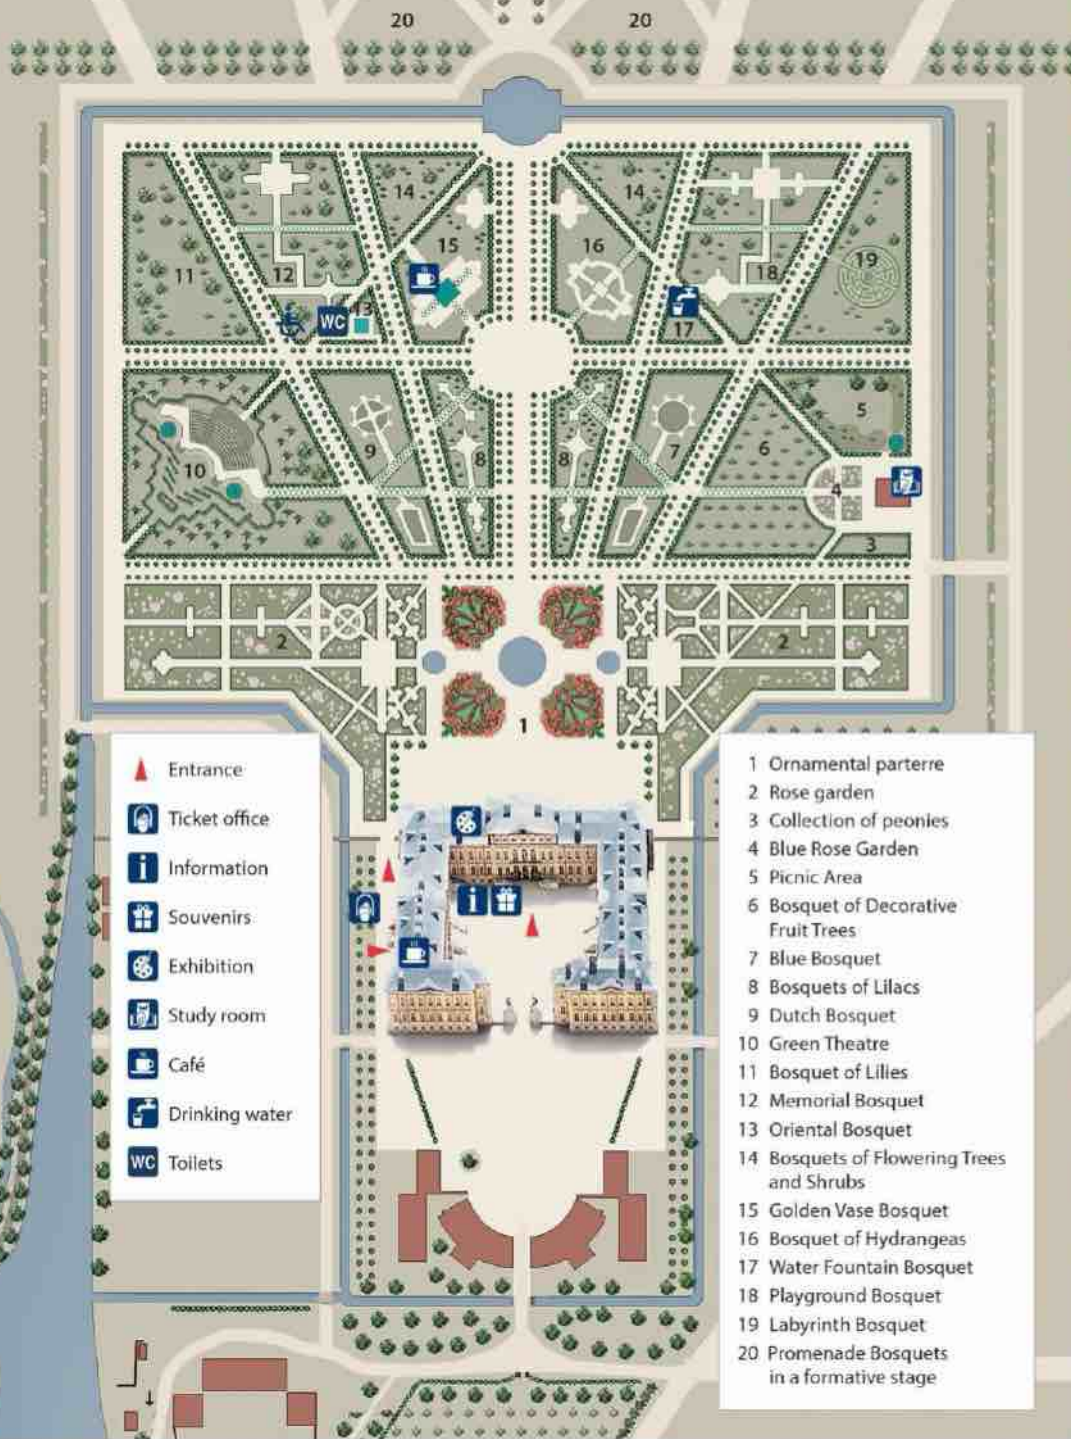 20 20
14 14
15 16
11 12 18 19
WC 13
17
5
9 8 8 7 6
10 4
3
2 2
1
i
Entrance
Ticket office
i Information
Souvenirs
Exhibition
Study room
Café
Drinking water
WC Toilets
1 Ornamental parterre
2 Rose garden
3 Collection of peonies
4 Blue Rose Garden
5 Picnic Area
6 Bosquet of Decorative
Fruit Trees
7 Blue Bosquet
8 Bosquets of Lilacs
9 Dutch Bosquet
10 Green Theatre
11 Bosquet of Lilies
12 Memorial Bosquet
13 Oriental Bosquet
14 Bosquets of Flowering Trees
and Shrubs
15 Golden Vase Bosquet
16 Bosquet of Hydrangeas
17 Water Fountain Bosquet
18 Playground Bosquet
19 Labyrinth Bosquet
20 Promenade Bosquets
in a formative stage